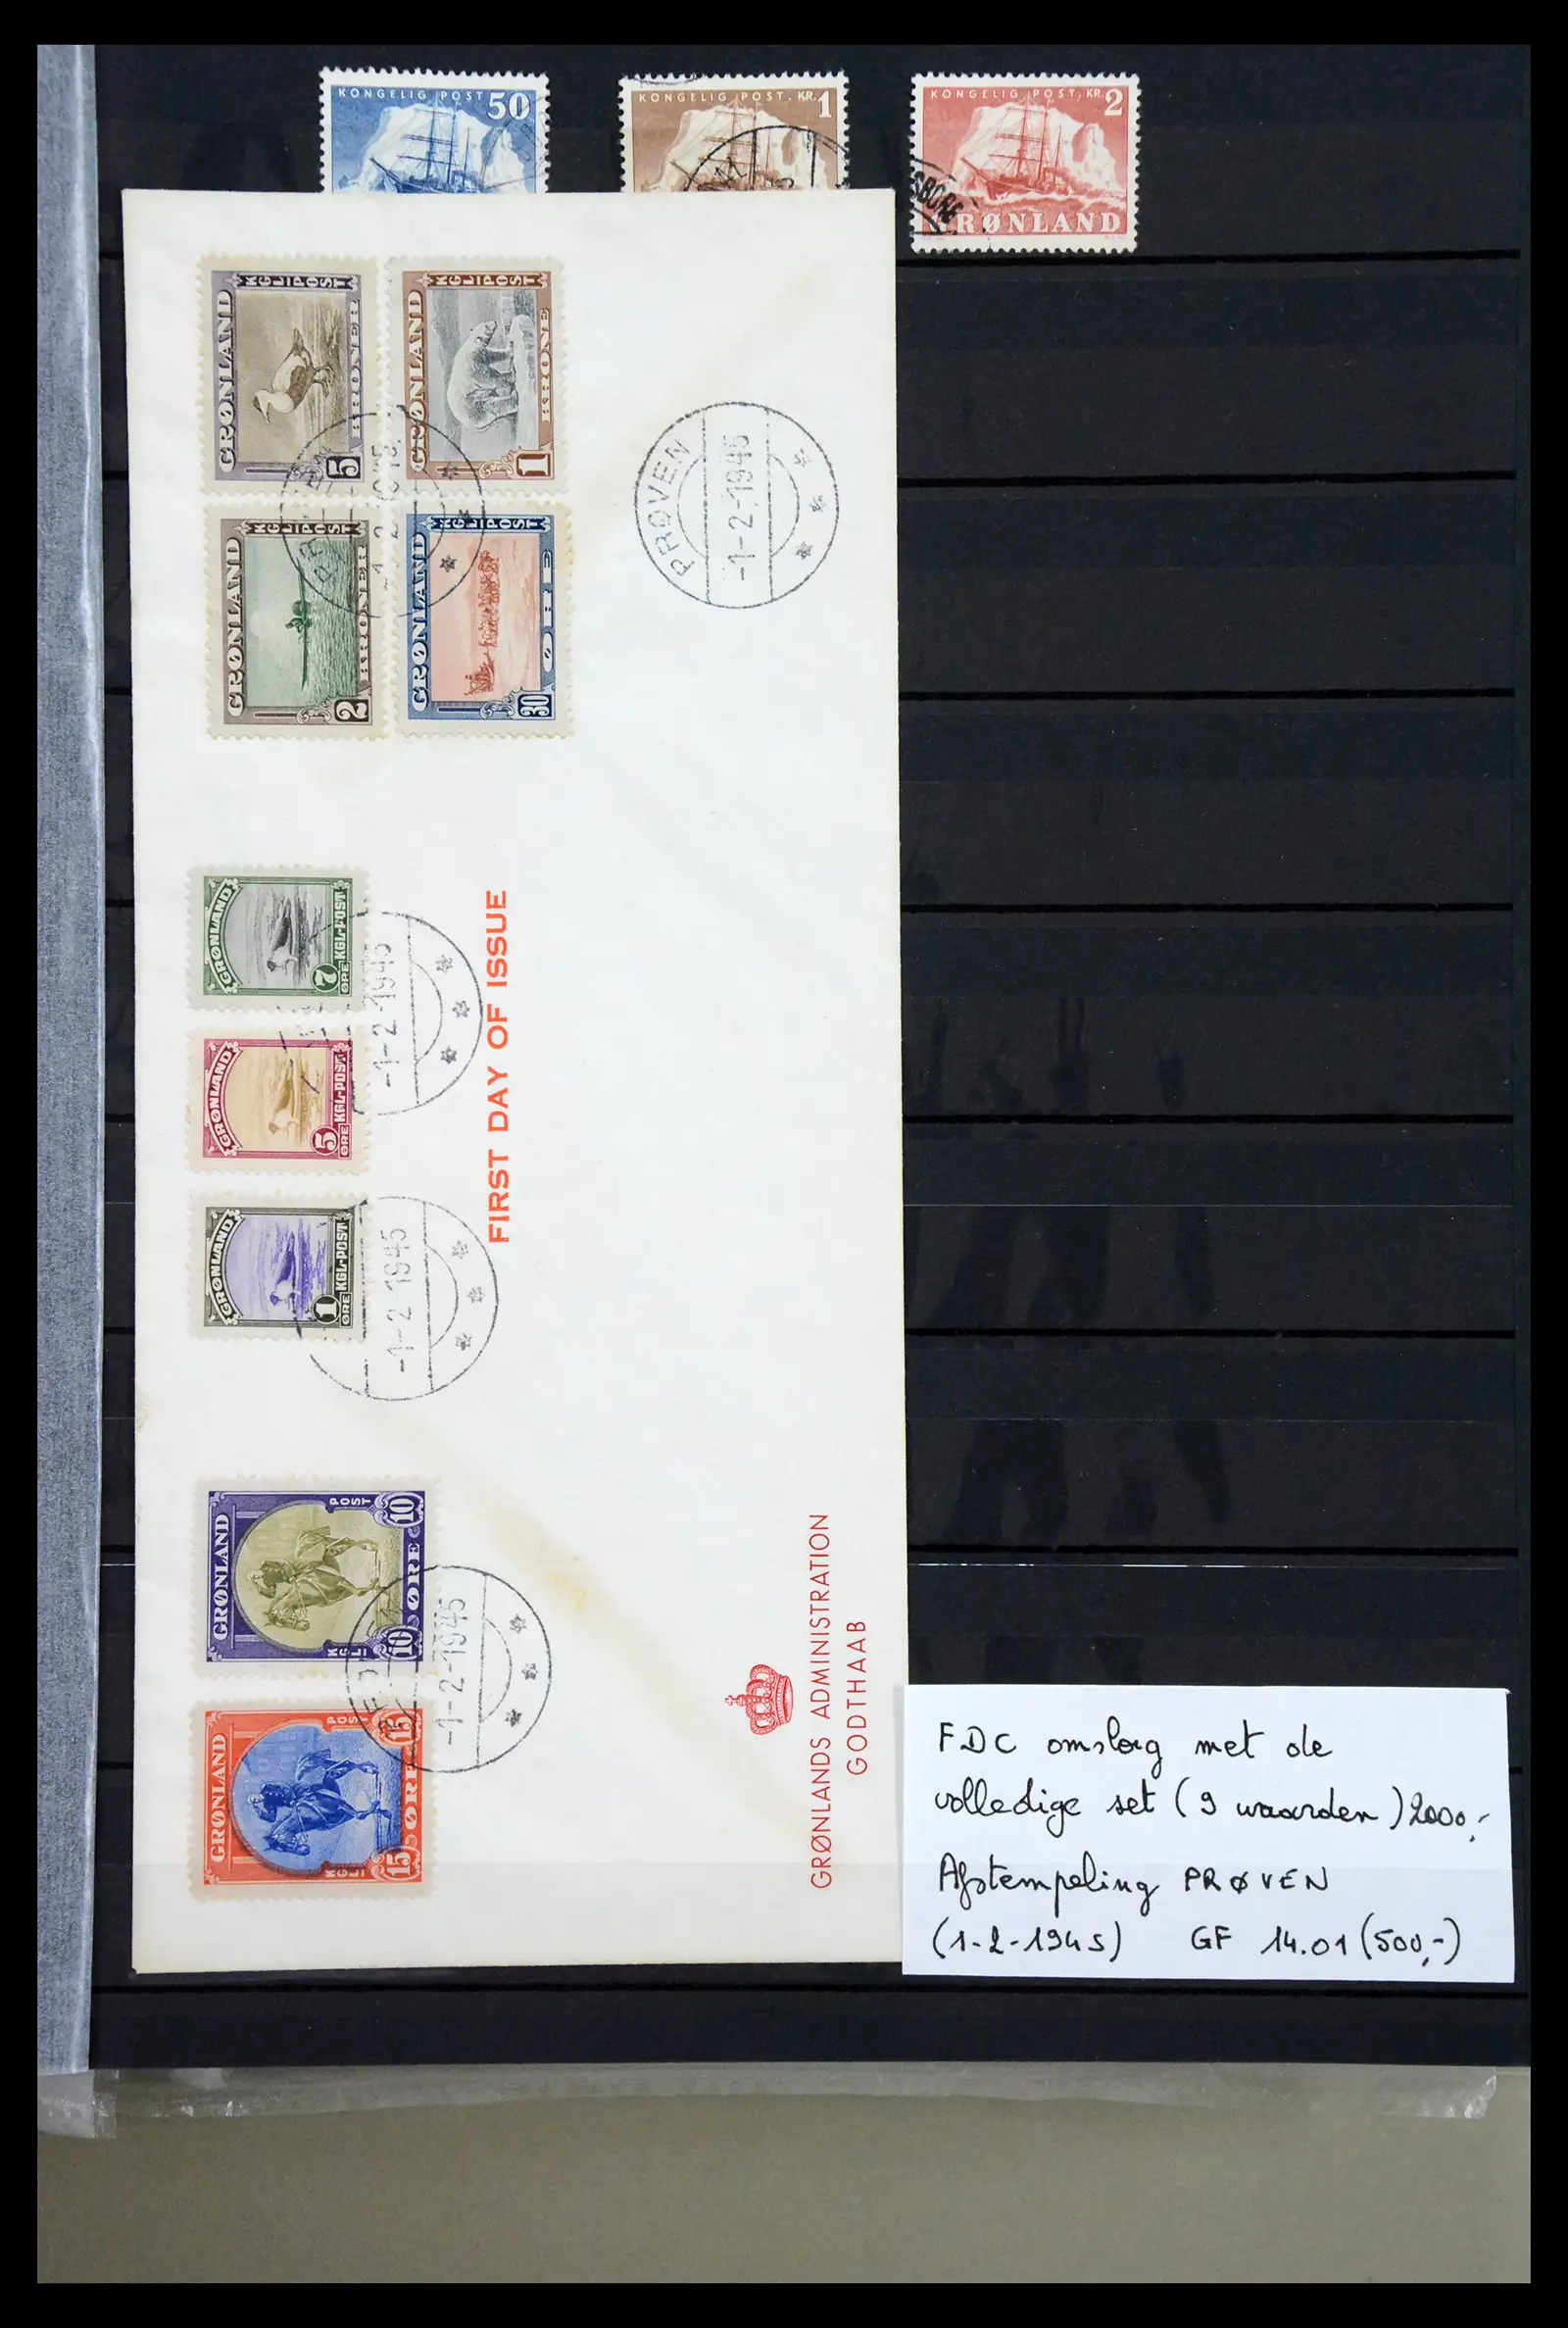 KONGELIG POST 50
KONGELIG POST. KR. 1
KONGELIG POST. KR. 2
SBORG
GRØNLAND
GRØNLAND KGL POST 5 KRONER
GRØNLAND KGL POST 1 KRONE
GRØNLAND KGL POST 2 KRONER
GRØNLAND KGL POST 30 ØRE
PRØVEN
-1-2.-1945
GRØNLAND
7 ØRE KGL-POST
-1-2-1945
GRØNLAND
5 ØRE KGL-POST
GRØNLAND
1 ØRE KGL-POST
-1-2 1945
FIRST DAY OF ISSUE
GRØNLAND
KGL POST
10 ØRE 10
-1-2-1945
GRØNLAND
KGL POST
15 ØRE 15
GRØNLANDS ADMINISTRATION
GODTHAAB
FDC omslag met de
volledige set (9 waarden) 2000,-
Afstempeling PRØVEN
(1-2-1945) GF 14.01 (500,-)